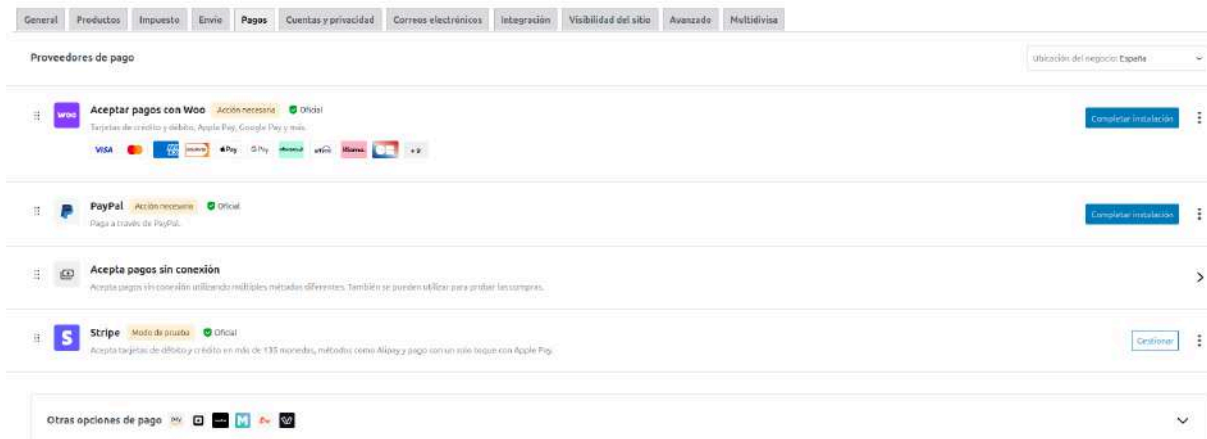 General Productos Impuesto Envío Pagos Cuentas y privacidad Correos electrónicos Integración Visibilidad del sitio Avanzado Multidivisa
Proveedores de pago
Ubicación del negocio: España
woo Aceptar pagos con Woo Acción necesaria Oficial
Tarjetas de crédito y débito, Apple Pay, Google Pay y más.
Completar instalación
VISA Pay G Pay affirm Klarna
PayPal Acción necesaria Oficial
Paga a través de PayPal.
Completar instalación
Acepta pagos sin conexión
Acepta pagos sin conexión utilizando múltiples métodos diferentes. También se pueden utilizar para probar las compras.
S Stripe Modo de prueba Oficial
Acepta tarjetas de débito y crédito en más de 135 monedas, métodos como Alipay y pago con un solo toque con Apple Pay.
Gestionar
Otras opciones de pago